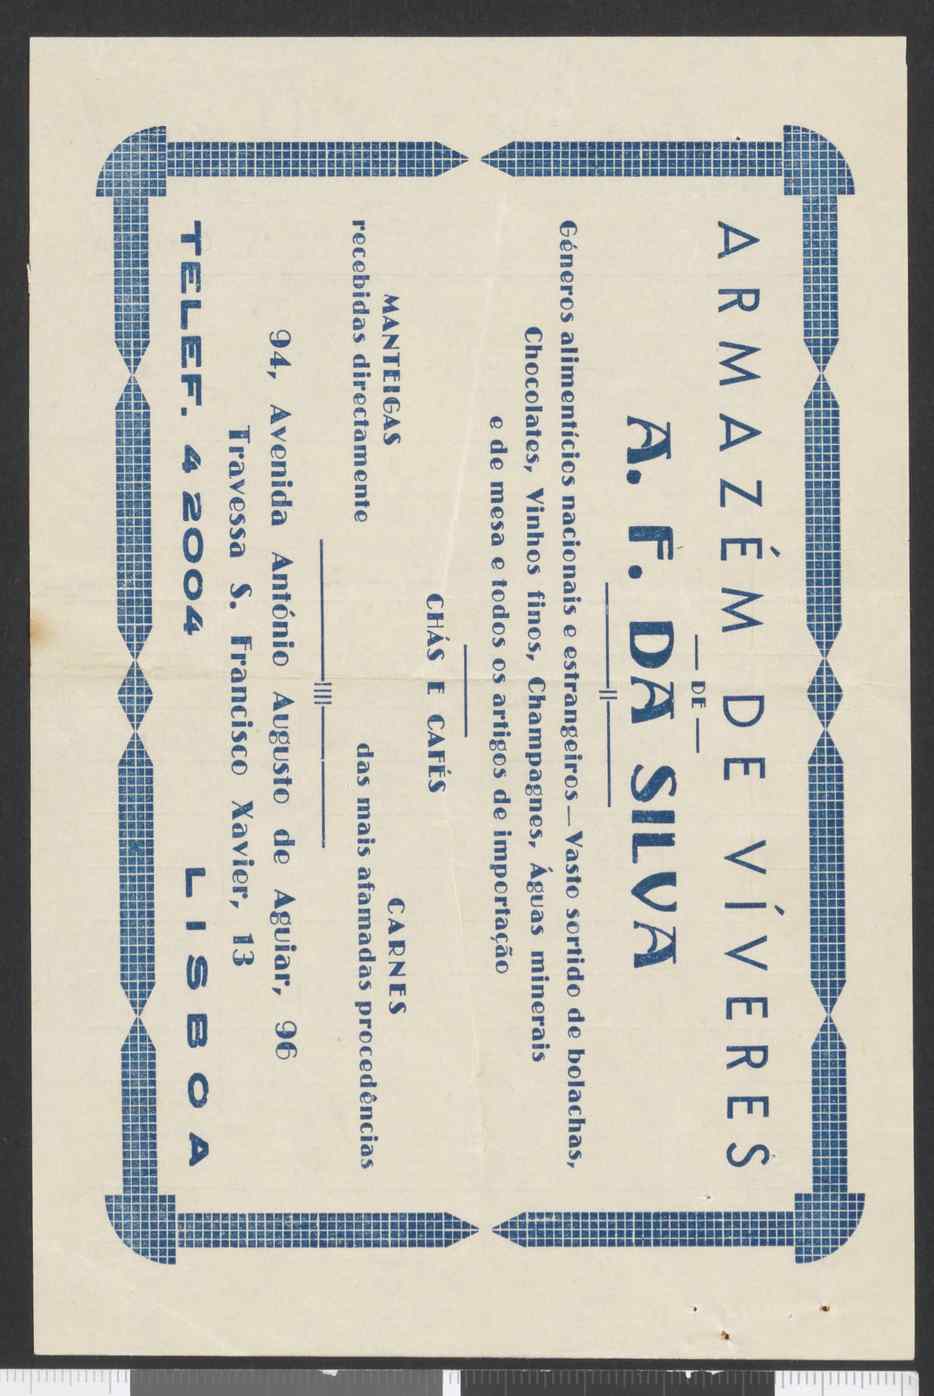 ARMAZÉM DE VÍVERES
— DE —
A. F. DA SILVA
Géneros alimentícios nacionais e estrangeiros—Vasto sortido de bolachas,
Chocolates, Vinhos finos, Champagnes, Águas minerais
e de mesa e todos os artigos de importação
CHÁS E CAFÉS
MANTEIGAS
recebidas directamente
CARNES
das mais afamadas procedências
94, Avenida António Augusto de Aguiar, 96
Travessa S. Francisco Xavier, 13
TELEF. 42004 LISBOA